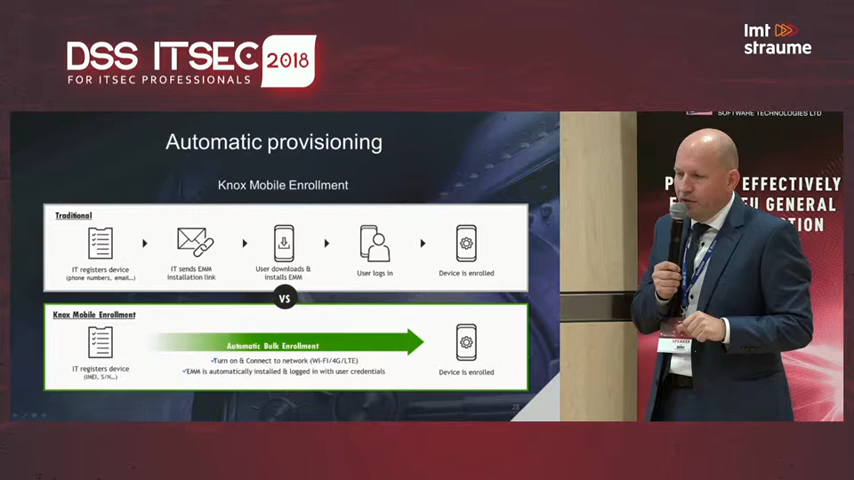 DSS ITSEC 2018
FOR ITSEC PROFESSIONALS
lmt
straume
Automatic provisioning
Knox Mobile Enrollment
Traditional
IT registers device
(phone numbers, email...)
IT sends EMM
installation link
User downloads &
installs EMM
User logs in
Device is enrolled
VS
Knox Mobile Enrollment
IT registers device
(IMEI, S/N...)
Automatic Bulk Enrollment
✓Turn on & Connect to network (Wi-Fi/4G/LTE)
✓EMM is automatically installed & logged in with user credentials
Device is enrolled
28
SOFTWARE TECHNOLOGIES LTD
EFFECTIVELY
GENERAL
SPEAKER